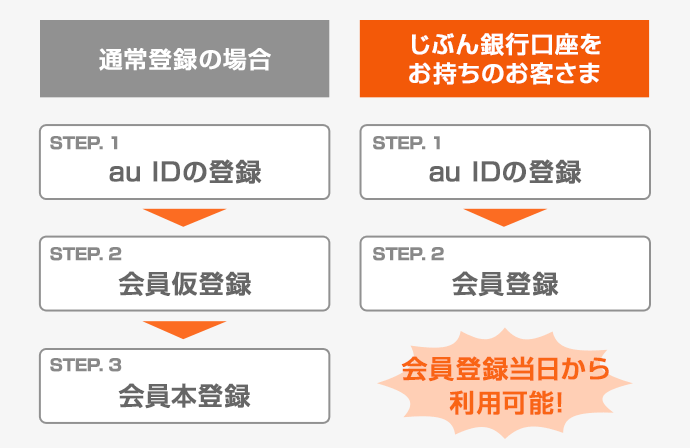 通常登録の場合
STEP. 1
au IDの登録
STEP. 2
会員仮登録
STEP. 3
会員本登録
じぶん銀行口座を
お持ちのお客さま
STEP. 1
au IDの登録
STEP. 2
会員登録
会員登録当日から
利用可能!